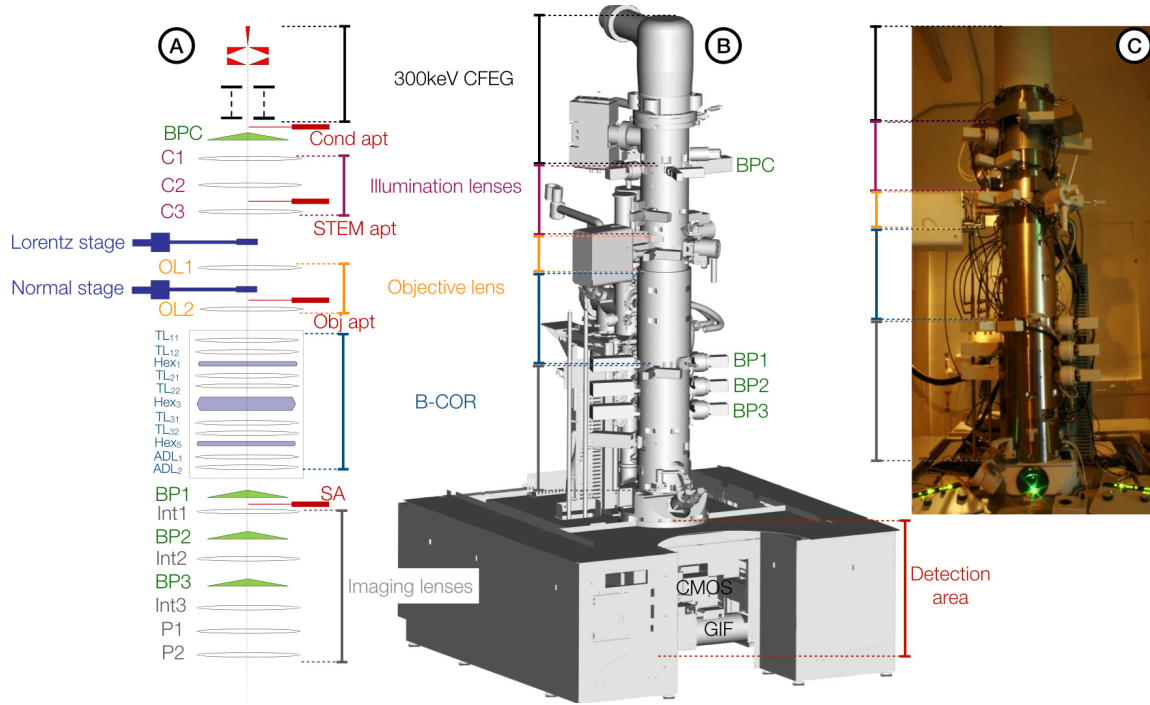 A
BPC
Cond apt
C1
C2
C3
Illumination lenses
STEM apt
Lorentz stage
OL1
Normal stage
OL2
Objective lens
Obj apt
TL₁₁
TL₁₂
Hex₁
TL₂₁
TL₂₂
Hex₃
TL₃₁
TL₃₂
Hex₅
ADL₁
ADL₂
B-COR
BP1
SA
Int1
BP2
Int2
BP3
Imaging lenses
Int3
P1
P2
B
300keV CFEG
BPC
BP1
BP2
BP3
CMOS
GIF
Detection
area
C